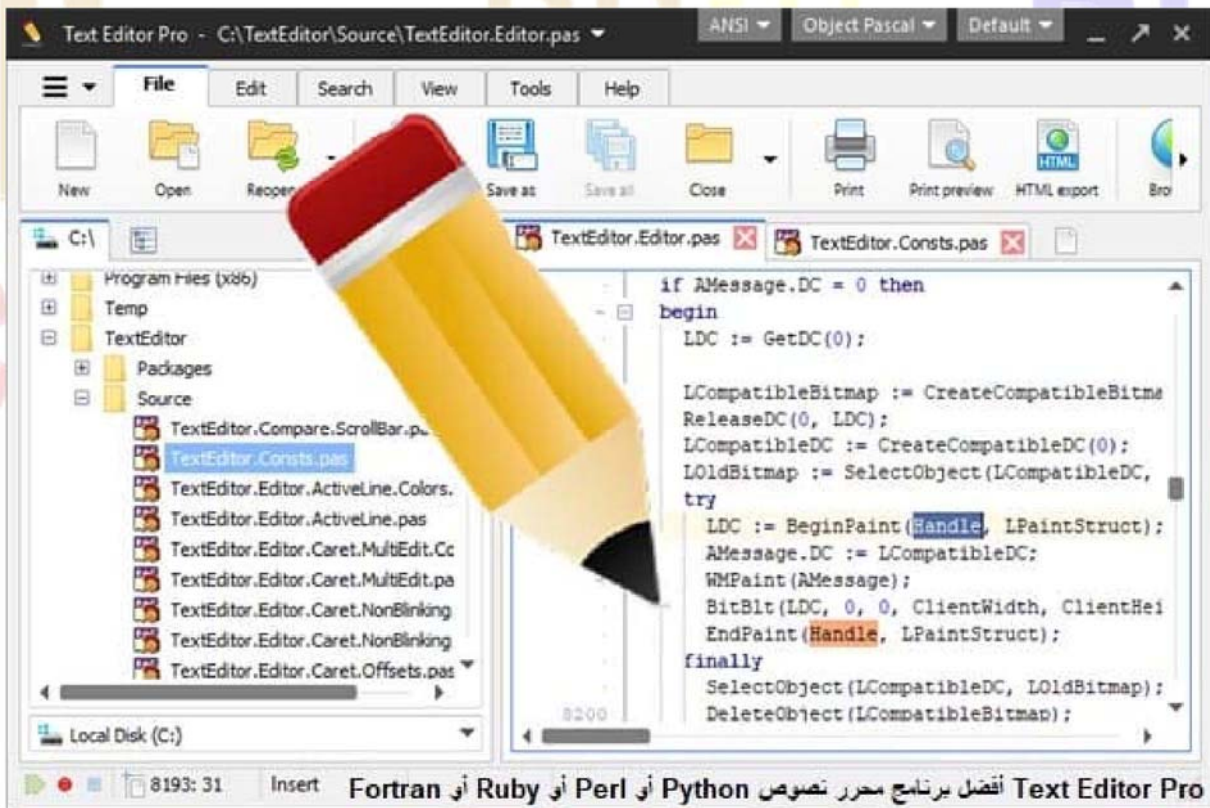 Text Editor Pro - C:\TextEditor\Source\TextEditor.Editor.pas
ANSI
Object Pascal
Default
File Edit Search View Tools Help
New Open Reopen Save as Save all Close Print Print preview HTML export Bro
HTML
C:\
TextEditor.Editor.pas TextEditor.Consts.pas
Program Files (x86)
Temp
TextEditor
Packages
Source
TextEditor.Compare.ScrollBar.pa
TextEditor.Consts.pas
TextEditor.Editor.ActiveLine.Colors.
TextEditor.Editor.ActiveLine.pas
TextEditor.Editor.Caret.MultiEdit.Cc
TextEditor.Editor.Caret.MultiEdit.pa
TextEditor.Editor.Caret.NonBlinking
TextEditor.Editor.Caret.NonBlinking
TextEditor.Editor.Caret.Offsets.pas
Local Disk (C:)
if AMessage.DC = 0 then
begin
LDC := GetDC(0);
LCompatibleBitmap := CreateCompatibleBitma
ReleaseDC(0, LDC);
LCompatibleDC := CreateCompatibleDC(0);
LOldBitmap := SelectObject(LCompatibleDC,
try
LDC := BeginPaint(Handle, LPaintStruct);
AMessage.DC := LCompatibleDC;
WMPaint(AMessage);
BitBlt(LDC, 0, 0, ClientWidth, ClientHei
EndPaint(Handle, LPaintStruct);
finally
SelectObject(LCompatibleDC, LOldBitmap);
8200 DeleteObject(LCompatibleBitmap);
8193: 31 Insert
Text Editor Pro أفضل برنامج محرر نصوص Python أو Perl أو Ruby أو Fortran